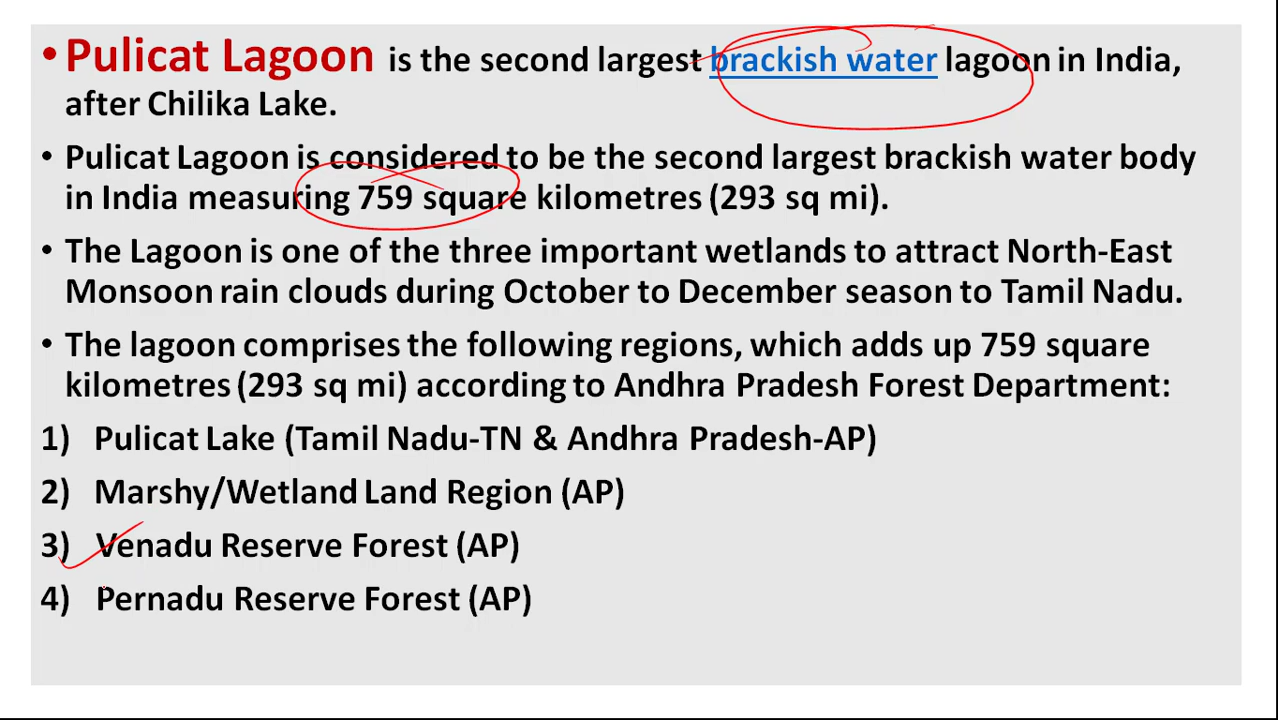 • Pulicat Lagoon is the second largest brackish water lagoon in India,
after Chilika Lake.
• Pulicat Lagoon is considered to be the second largest brackish water body
in India measuring 759 square kilometres (293 sq mi).
• The Lagoon is one of the three important wetlands to attract North-East
Monsoon rain clouds during October to December season to Tamil Nadu.
• The lagoon comprises the following regions, which adds up 759 square
kilometres (293 sq mi) according to Andhra Pradesh Forest Department:
1) Pulicat Lake (Tamil Nadu-TN & Andhra Pradesh-AP)
2) Marshy/Wetland Land Region (AP)
3) Venadu Reserve Forest (AP)
4) Pernadu Reserve Forest (AP)